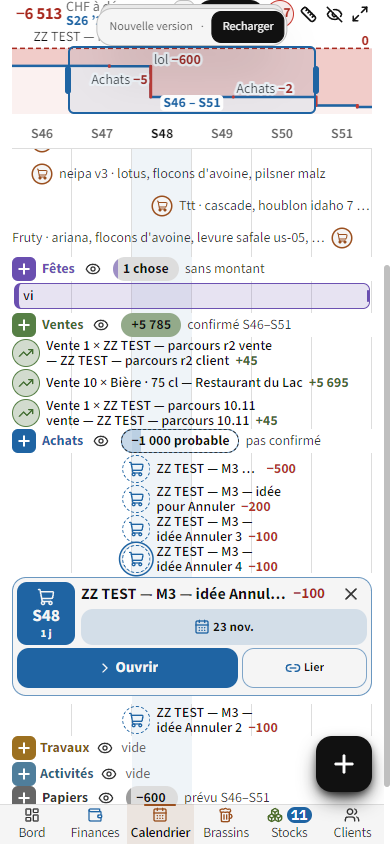 −6 513
CHF à dé
S26 '
7
Nouvelle version · Recharger
ZZ TEST —
0
lol −600
Achats −5
Achats −2
S46 – S51
S46 S47 S48 S49 S50 S51
neipa v3 · lotus, flocons d'avoine, pilsner malz
Ttt · cascade, houblon idaho 7 …
Fruty · ariana, flocons d'avoine, levure safale us-05, …
Fêtes 1 chose sans montant
vi
Ventes +5 785 confirmé S46–S51
Vente 1 × ZZ TEST — parcours r2 vente
— ZZ TEST — parcours r2 client +45
Vente 10 × Bière · 75 cl — Restaurant du Lac +5 695
Vente 1 × ZZ TEST — parcours 10.11
vente — ZZ TEST — parcours 10.11 +45
Achats −1 000 probable pas confirmé
ZZ TEST — M3 … −500
ZZ TEST — M3 — idée
pour Annuler −200
ZZ TEST — M3 —
idée Annuler 3 −100
ZZ TEST — M3 —
idée Annuler 4 −100
S48
1 j
ZZ TEST — M3 — idée Annul… −100
23 nov.
Ouvrir
Lier
ZZ TEST — M3 —
idée Annuler 2 −100
Travaux vide
Activités vide
Papiers −600 prévu S46–S51
11
Bord Finances Calendrier Brassins Stocks Clients